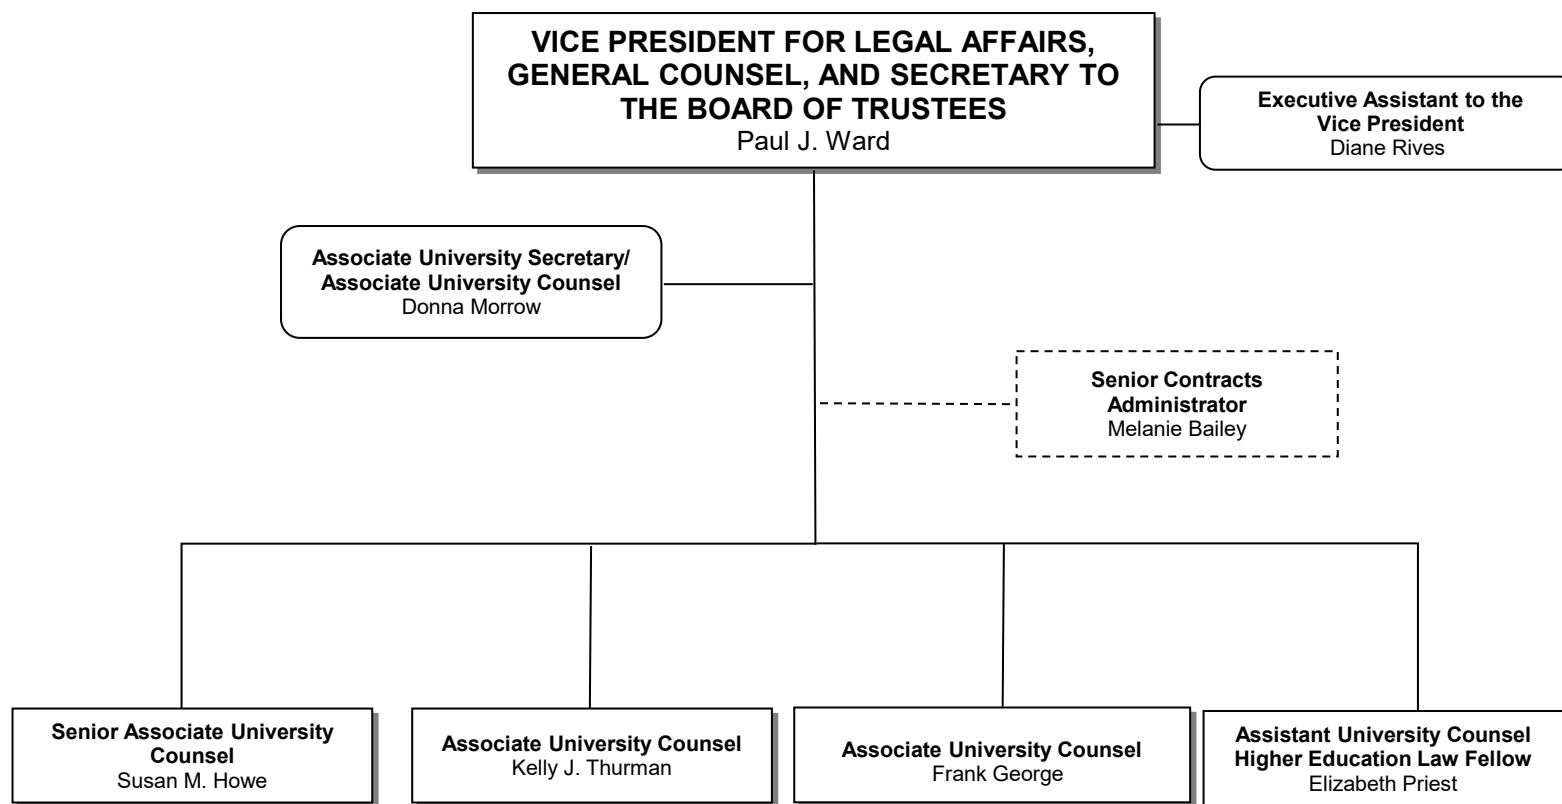 VICE PRESIDENT FOR LEGAL AFFAIRS,
GENERAL COUNSEL, AND SECRETARY TO
THE BOARD OF TRUSTEES
Paul J. Ward
Executive Assistant to the
Vice President
Diane Rives
Associate University Secretary/
Associate University Counsel
Donna Morrow
Senior Contracts
Administrator
Melanie Bailey
Senior Associate University
Counsel
Susan M. Howe
Associate University Counsel
Kelly J. Thurman
Associate University Counsel
Frank George
Assistant University Counsel
Higher Education Law Fellow
Elizabeth Priest